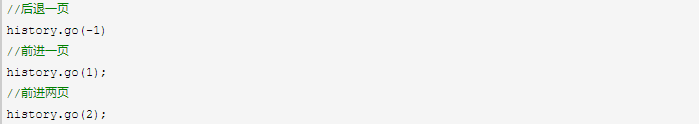 //后退一页
history.go(-1)
//前进一页
history.go(1);
//前进两页
history.go(2);